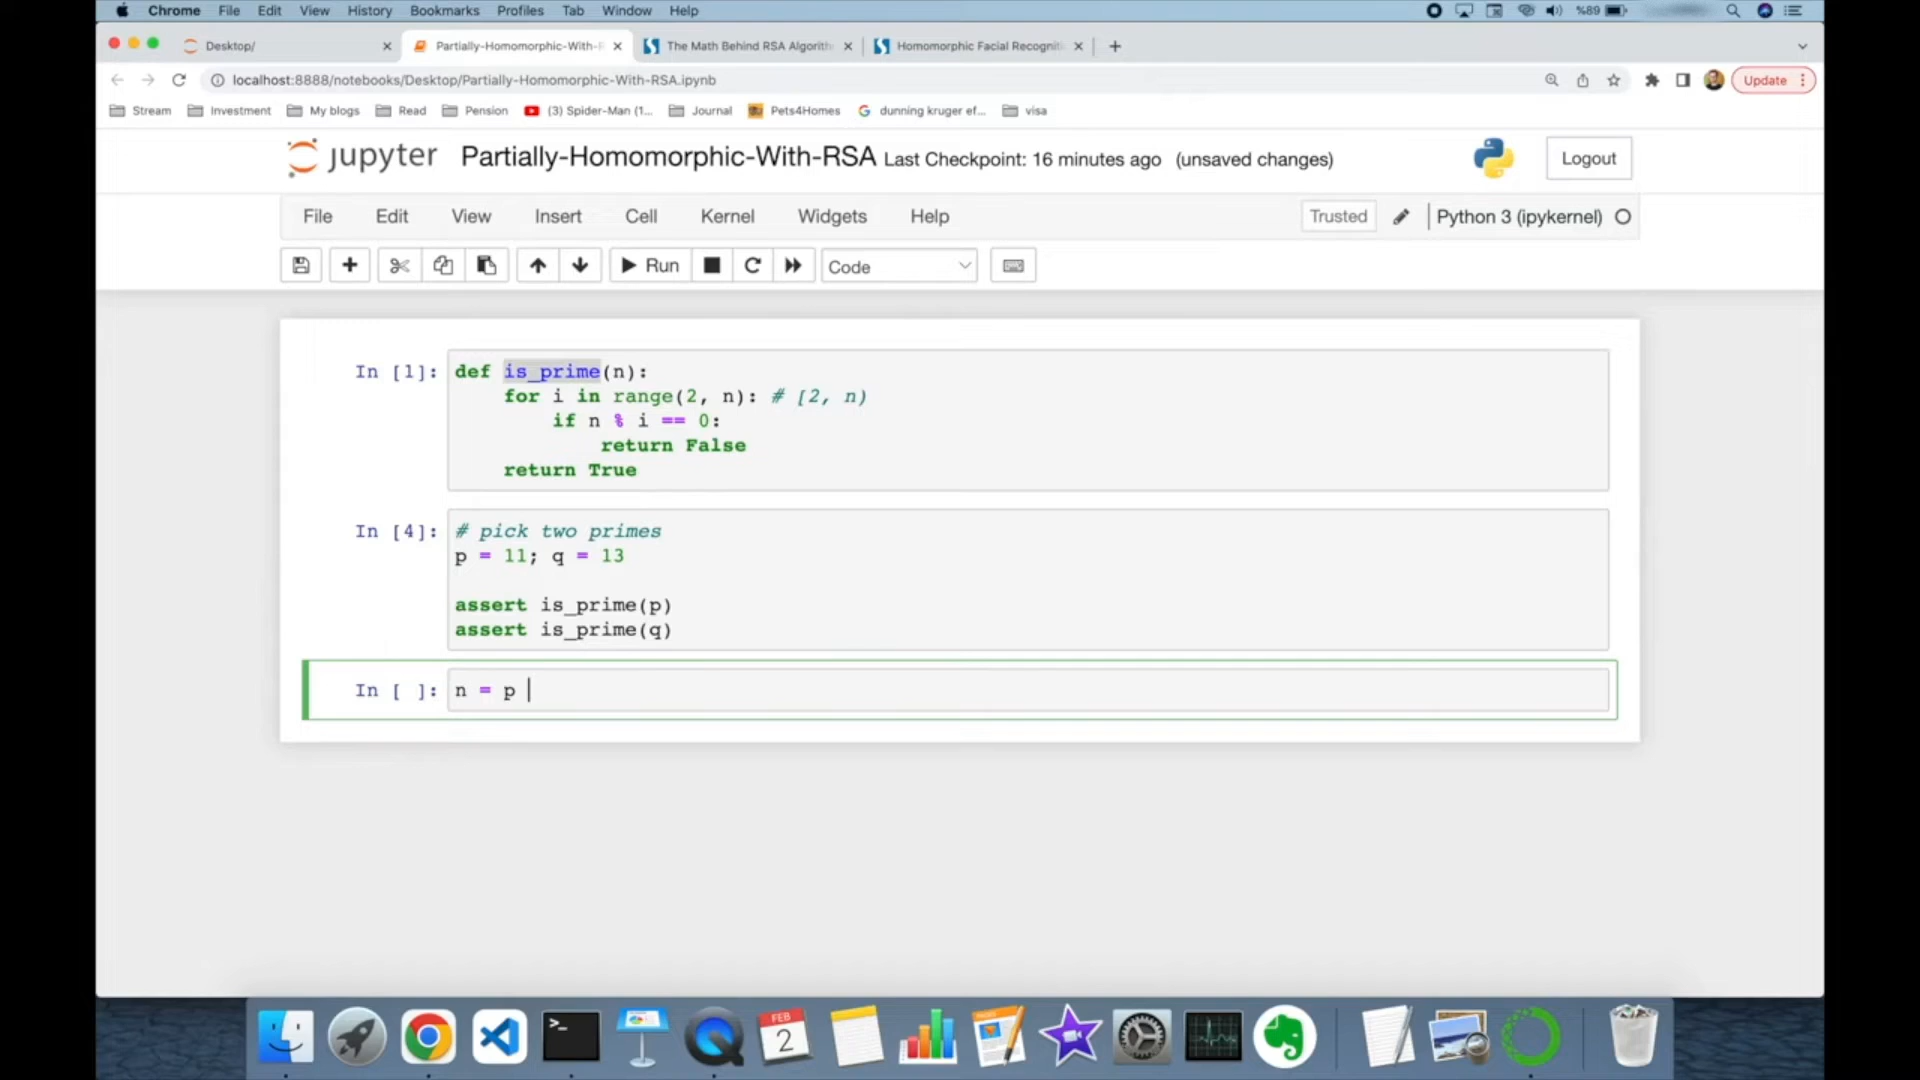 Chrome File Edit View History Bookmarks Profiles Tab Window Help %89
Desktop/ Partially-Homomorphic-With-R The Math Behind RSA Algorith Homomorphic Facial Recogniti
localhost:8888/notebooks/Desktop/Partially-Homomorphic-With-RSA.ipynb Update
Stream Investment My blogs Read Pension (3) Spider-Man (1... Journal Pets4Homes dunning kruger ef... visa
jupyter Partially-Homomorphic-With-RSA Last Checkpoint: 16 minutes ago (unsaved changes) Logout
File Edit View Insert Cell Kernel Widgets Help Trusted Python 3 (ipykernel)
Run Code
In [1]: def is_prime(n):
for i in range(2, n): # [2, n)
if n % i == 0:
return False
return True
In [4]: # pick two primes
p = 11; q = 13
assert is_prime(p)
assert is_prime(q)
In [ ]: n = p
FEB
2